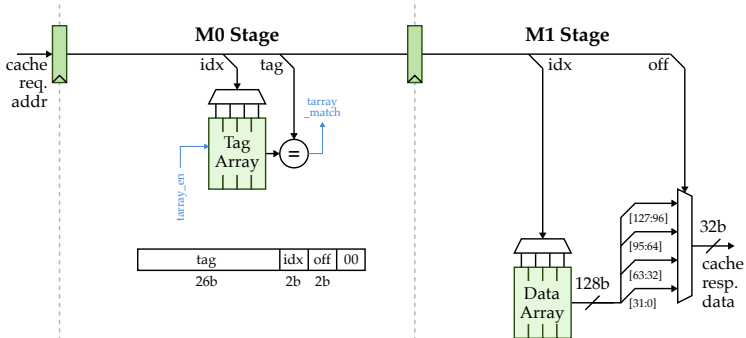 M0 Stage
M1 Stage
cache
req.
addr
idx
tag
idx
off
tarray
_match
Tag
Array
=
tarray_en
[127:96]
[95:64]
[63:32]
[31:0]
32b
cache
resp.
data
tag idx off 00
26b 2b 2b
Data
Array
128b